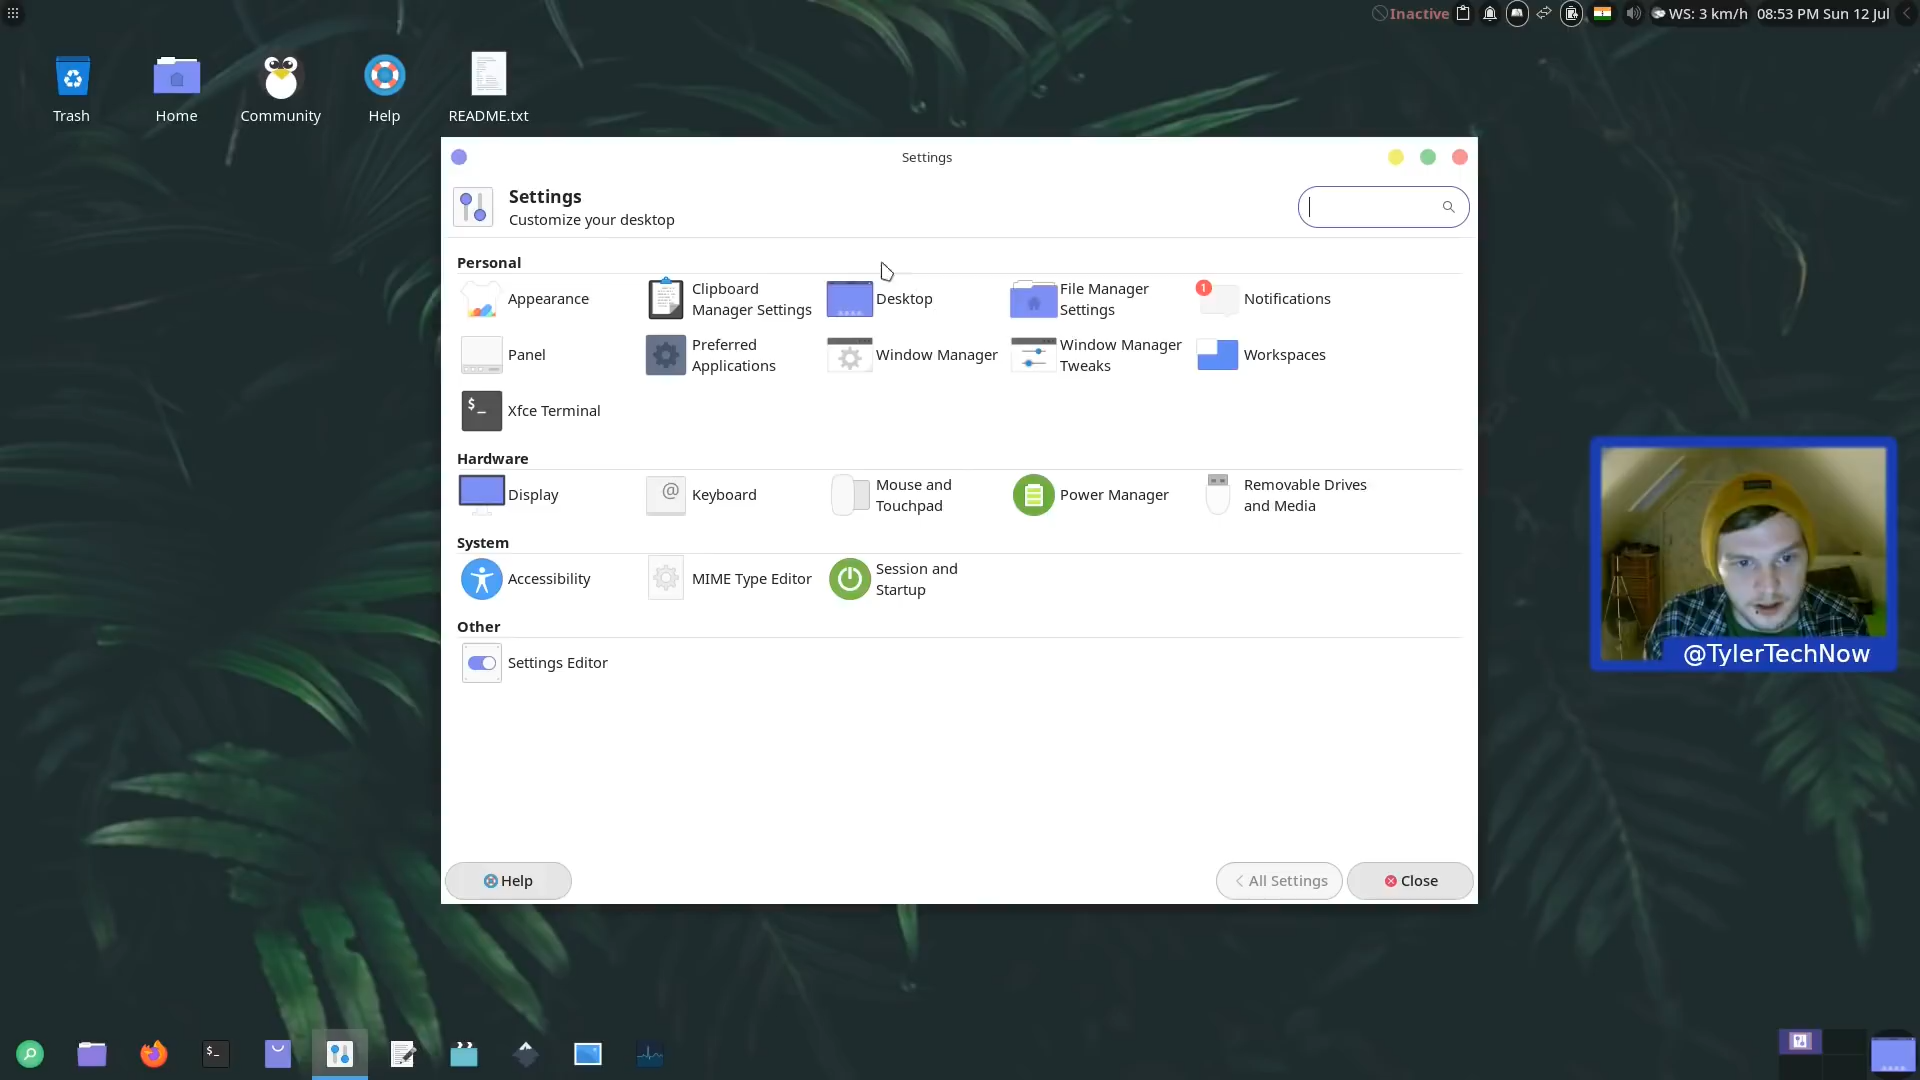 Inactive WS: 3 km/h 08:53 PM Sun 12 Jul
Trash Home Community Help README.txt
Settings
Settings
Customize your desktop
Personal
Appearance
Clipboard
Manager Settings
Desktop
File Manager
Settings
1
Notifications
Panel
Preferred
Applications
Window Manager
Window Manager
Tweaks
Workspaces
$_
Xfce Terminal
Hardware
Display
@
Keyboard
Mouse and
Touchpad
Power Manager
Removable Drives
and Media
System
Accessibility
MIME Type Editor
Session and
Startup
Other
Settings Editor
Help
< All Settings
Close
@TylerTechNow
$_